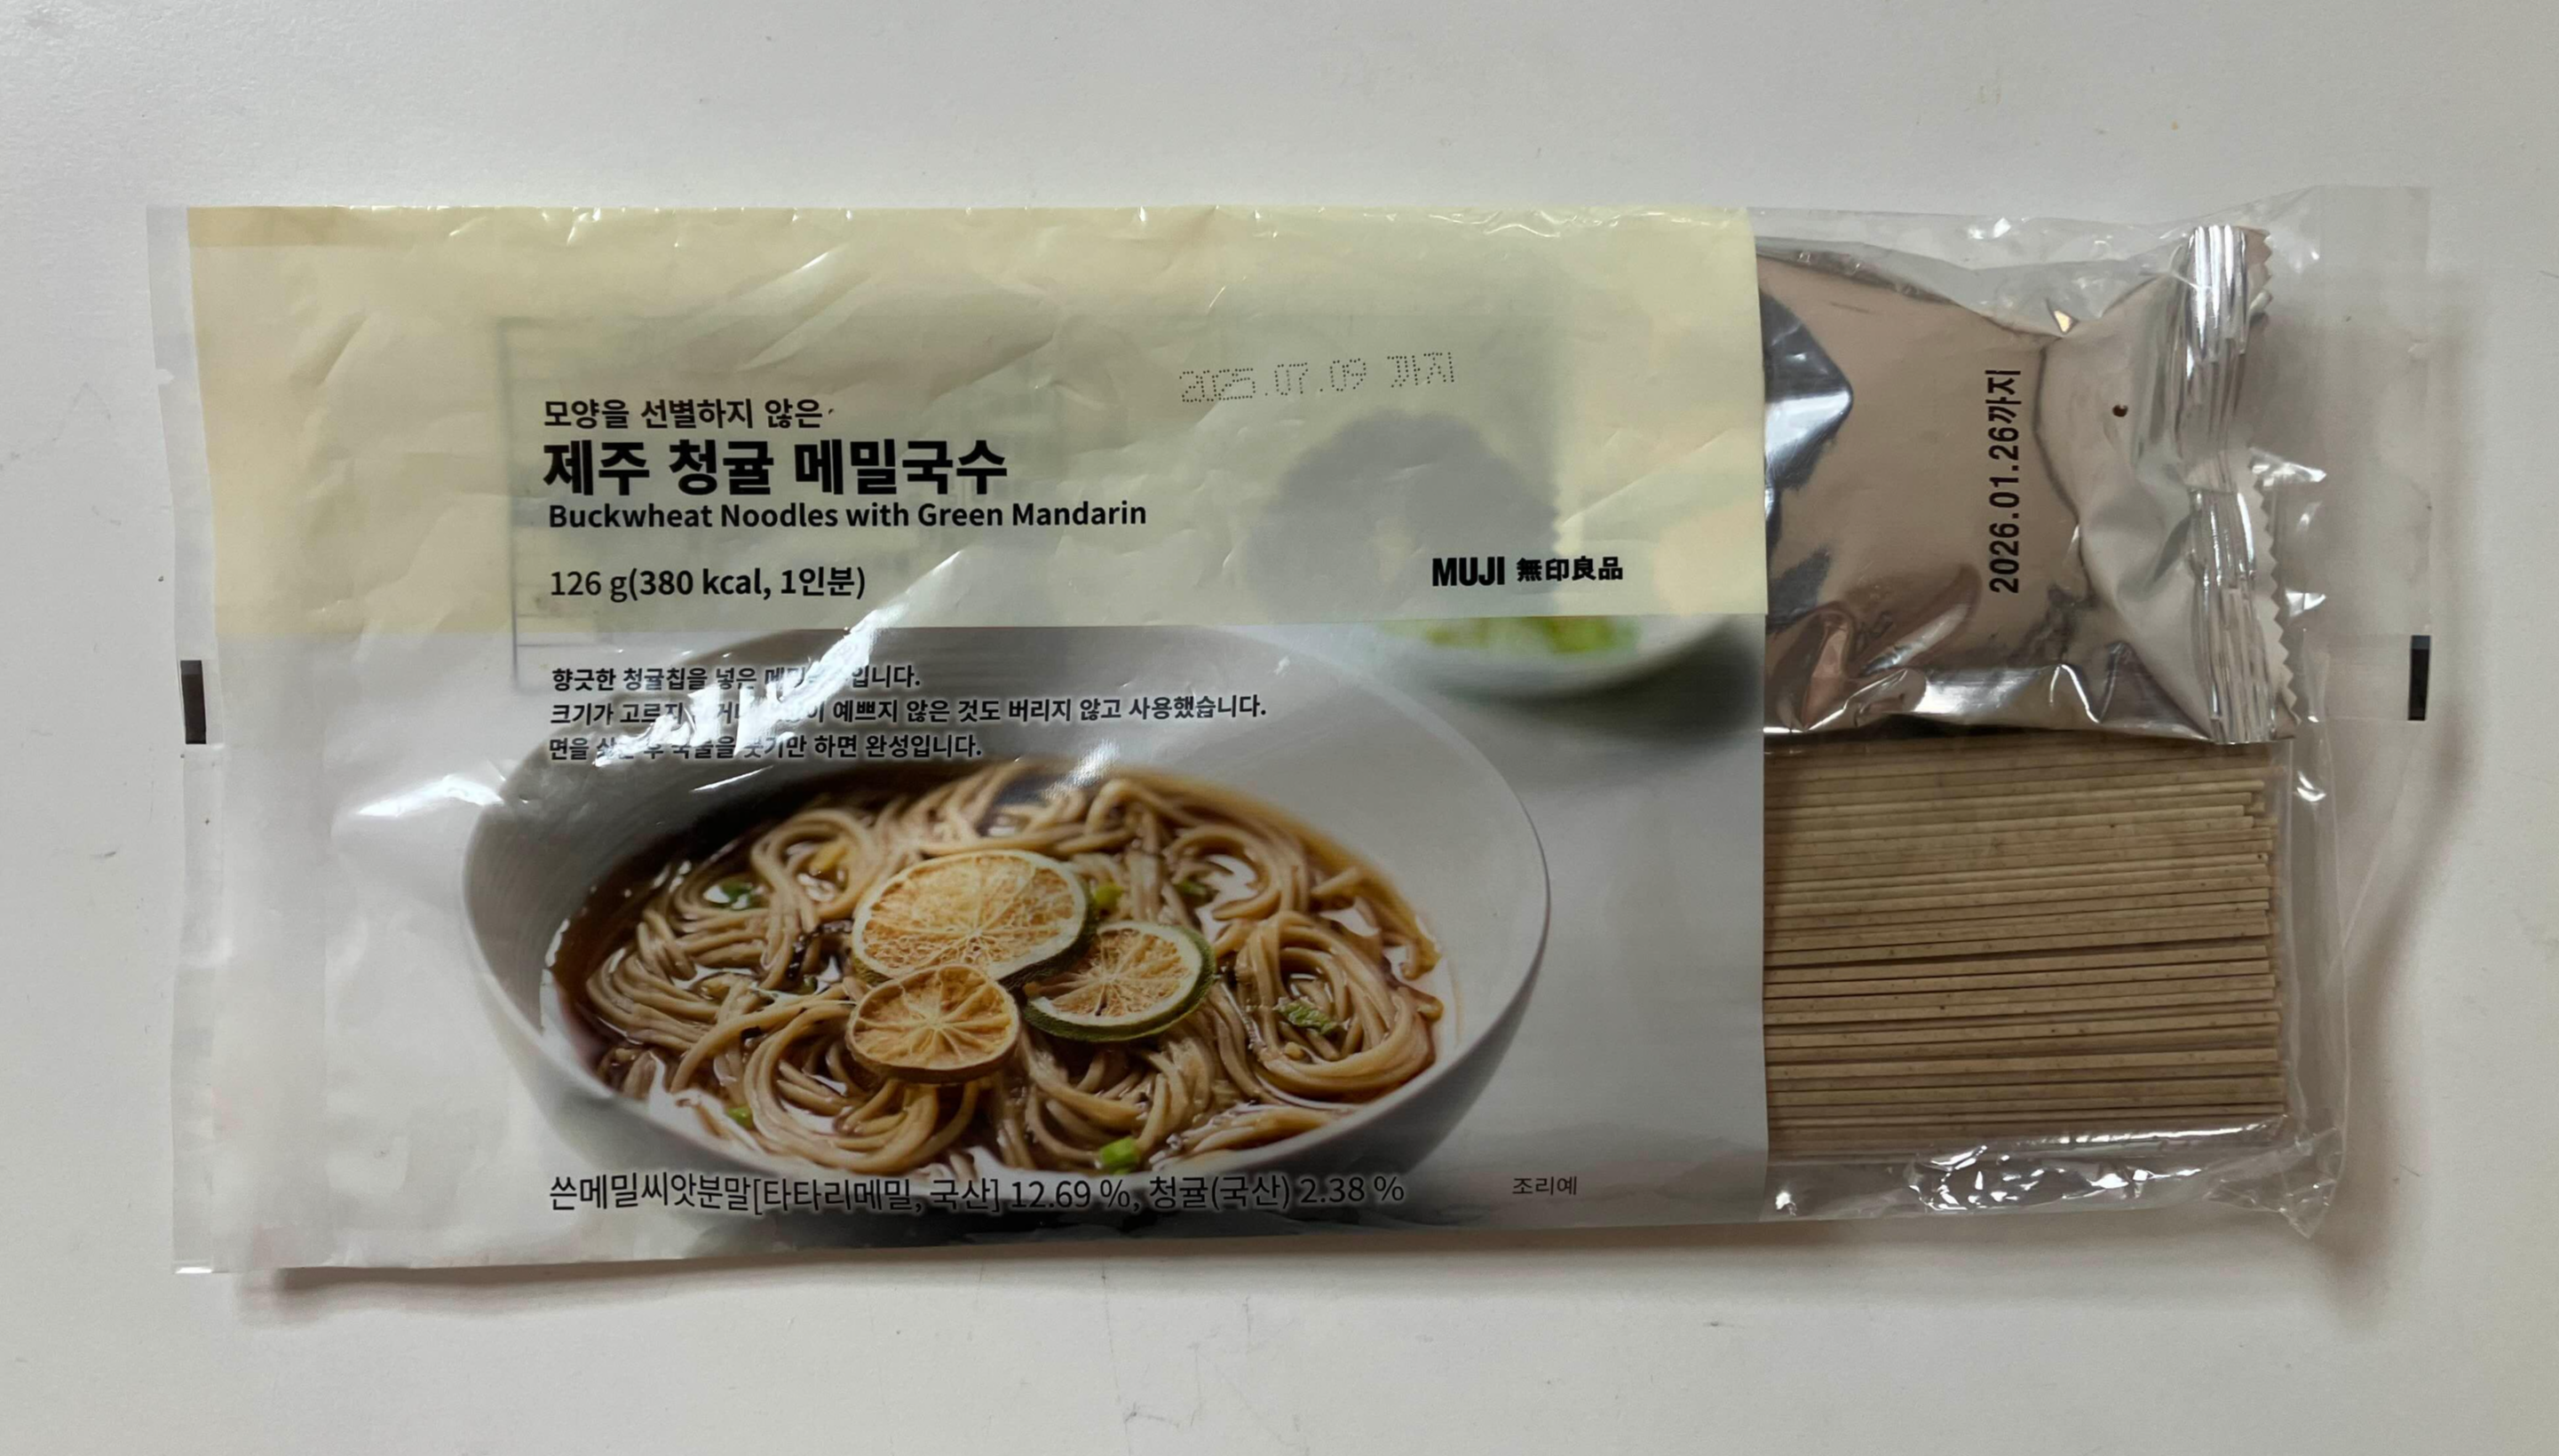 2025.07.09 까지
모양을 선별하지 않은
제주 청귤 메밀국수
Buckwheat Noodles with Green Mandarin
126 g(380 kcal, 1인분)
MUJI 無印良品
2026.01.26까지
향긋한 청귤칩을 넣은
크기가 고르지 예쁘지 않은 것도 버리지 않고 사용했습니다.
면을 하면 완성입니다.
쓴메밀씨앗분말[타타리메밀, 국산] 12.69 %, 청귤(국산) 2.38 %
조리예